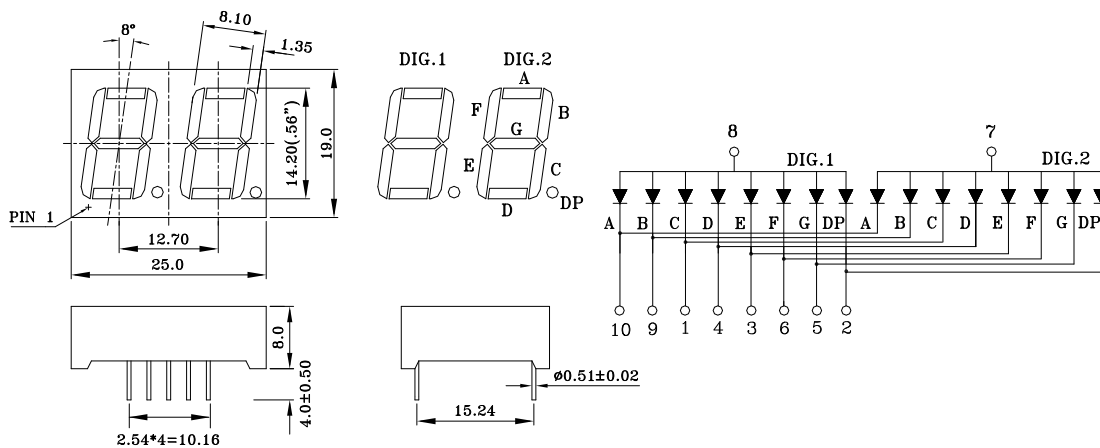 8.10
8°
1.35
DIG.1 DIG.2
A
F B
G
E C
D DP
14.20(.56")
19.0
PIN 1
12.70
25.0
8 7
DIG.1 DIG.2
A B C D E F G DP A B C D E F G DP
10 9 1 4 3 6 5 2
8.0
4.0±0.50
2.54*4=10.16
ø0.51±0.02
15.24